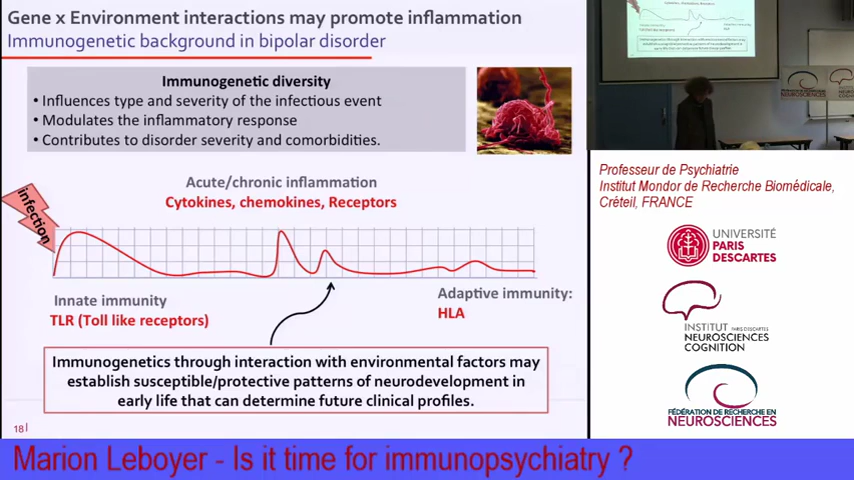 Gene x Environment interactions may promote inflammation
Immunogenetic background in bipolar disorder
Immunogenetic diversity
• Influences type and severity of the infectious event
• Modulates the inflammatory response
• Contributes to disorder severity and comorbidities.
Acute/chronic inflammation
Cytokines, chemokines, Receptors
infection
Innate immunity
TLR (Toll like receptors)
Adaptive immunity:
HLA
Immunogenetics through interaction with environmental factors may
establish susceptible/protective patterns of neurodevelopment in
early life that can determine future clinical profiles.
18
Professeur de Psychiatrie
Institut Mondor de Recherche Biomédicale,
Créteil, FRANCE
UNIVERSITÉ
PARIS
DESCARTES
INSTITUT PARIS DESCARTES
NEUROSCIENCES
COGNITION
FÉDÉRATION DE RECHERCHE EN
NEUROSCIENCES
Marion Leboyer - Is it time for immunopsychiatry ?